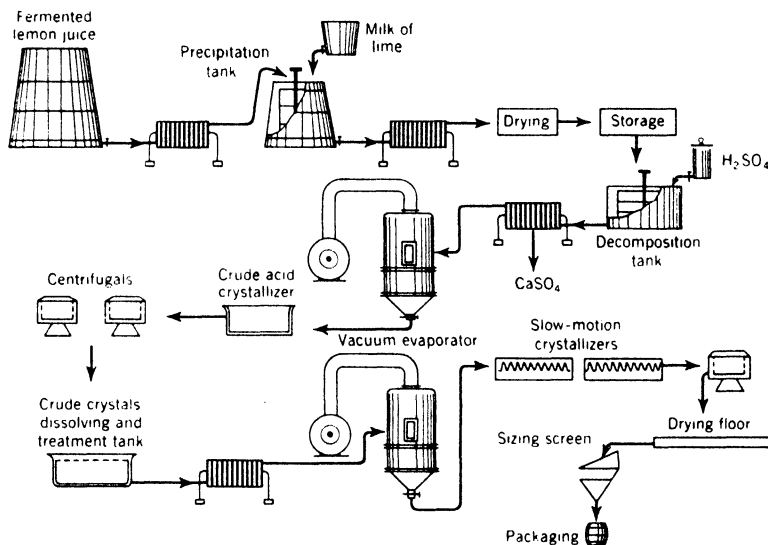 Fermented
lemon juice
Milk of
lime
Precipitation
tank
Drying
Storage
H₂SO₄
Decomposition
tank
CaSO₄
Centrifugals
Crude acid
crystallizer
Vacuum evaporator
Slow-motion
crystallizers
Crude crystals
dissolving and
treatment tank
Drying floor
Sizing screen
Packaging